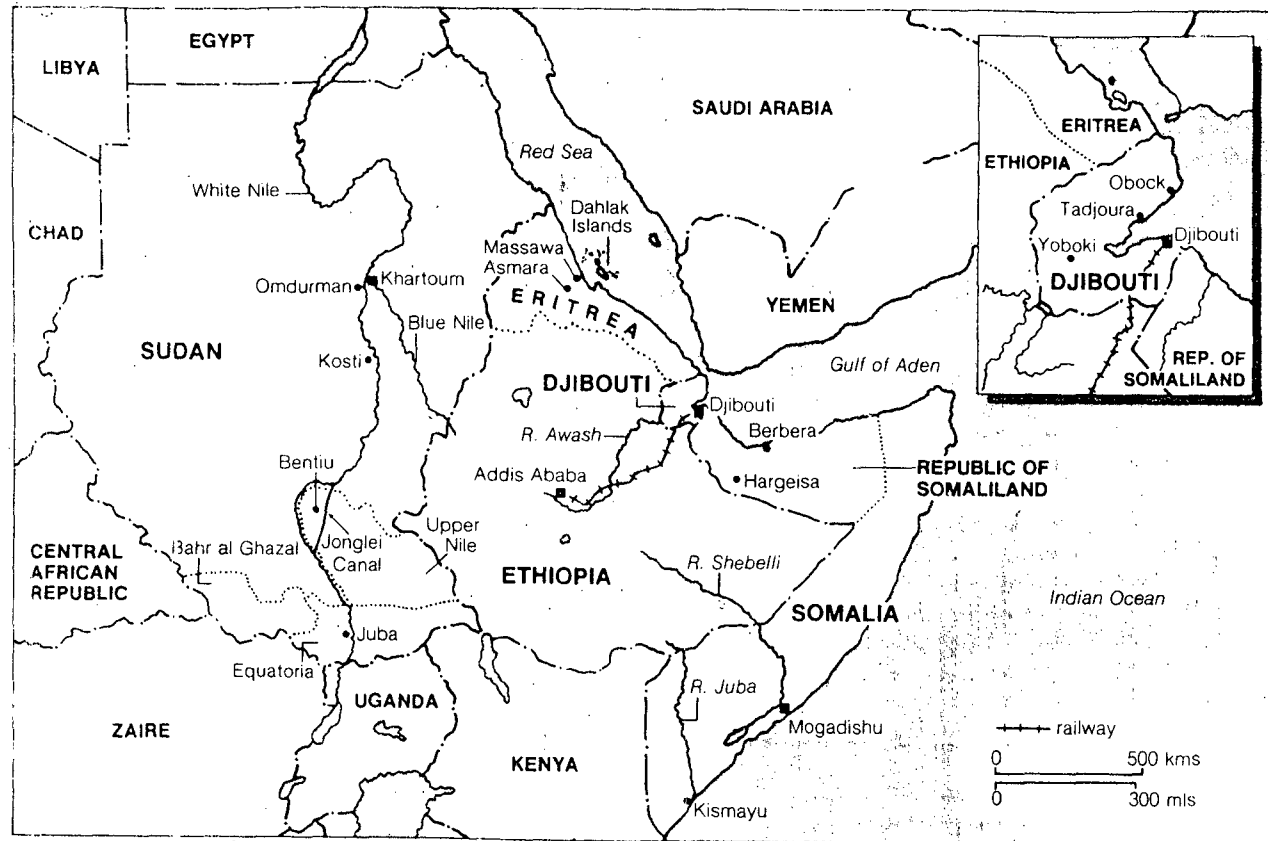 EGYPT
LIBYA
SAUDI ARABIA
Red Sea
White Nile
CHAD
Dahlak
Islands
Massawa
Asmara
Khartoum
Omdurman
ERITREA
YEMEN
Blue Nile
SUDAN
Kosti
Gulf of Aden
DJIBOUTI
Djibouti
R. Awash
Berbera
Bentiu
Addis Ababa
Hargeisa
REPUBLIC OF
SOMALILAND
Upper
Nile
CENTRAL
AFRICAN
REPUBLIC
Bahr al Ghazal
Jonglei
Canal
ETHIOPIA
R. Shebelli
SOMALIA
Indian Ocean
Juba
Equatoria
UGANDA
R. Juba
ZAIRE
Mogadishu
KENYA
Kismayu
railway
0 500 kms
0 300 mls
ERITREA
ETHIOPIA
Obock
Tadjoura
Yoboki
Djibouti
DJIBOUTI
REP. OF
SOMALILAND